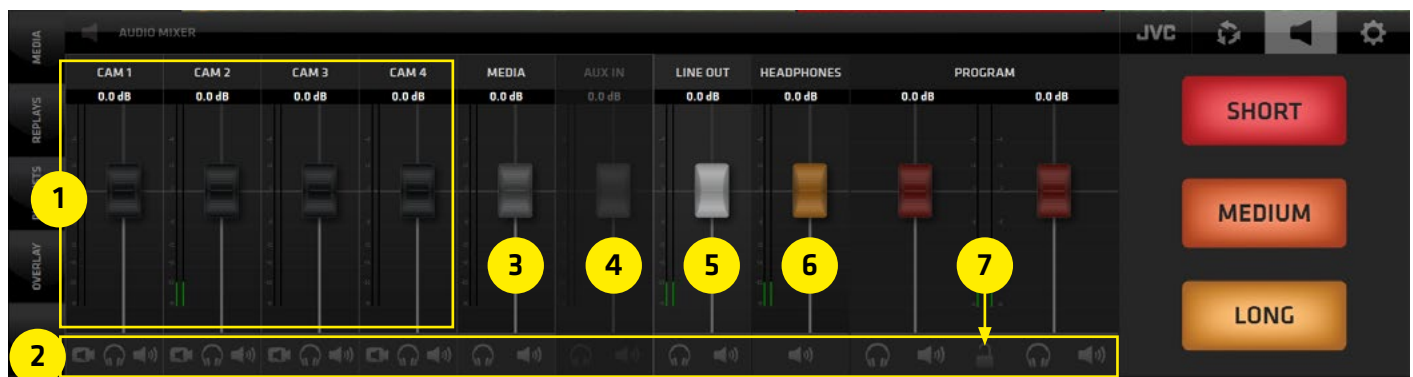 MEDIA
AUDIO MIXER
JVC
CAM 1 CAM 2 CAM 3 CAM 4 MEDIA AUX IN LINE OUT HEADPHONES PROGRAM
0.0 dB 0.0 dB 0.0 dB 0.0 dB 0.0 dB 0.0 dB 0.0 dB 0.0 dB 0.0 dB 0.0 dB
REPLAYS
SHORT
1
MEDIUM
OVERLAY
3 4 5 6 7
LONG
2